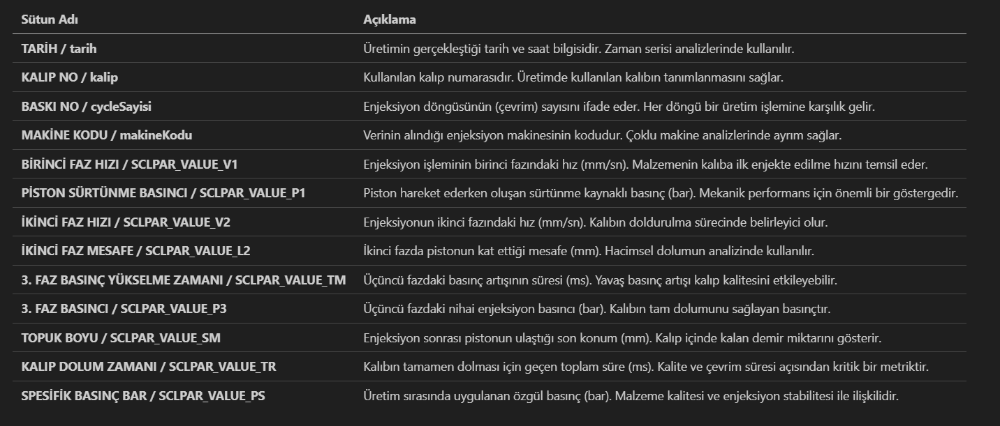 Sütun Adı Açıklama
TARİH / tarih Üretimin gerçekleştiği tarih ve saat bilgisidir. Zaman serisi analizlerinde kullanılır.
KALIP NO / kalip Kullanılan kalıp numarasıdır. Üretimde kullanılan kalıbın tanımlanmasını sağlar.
BASKI NO / cycleSayisi Enjeksiyon döngüsünün (çevrim) sayısını ifade eder. Her döngü bir üretim işlemine karşılık gelir.
MAKİNE KODU / makineKodu Verinin alındığı enjeksiyon makinesinin kodudur. Çoklu makine analizlerinde ayrım sağlar.
BİRİNCİ FAZ HIZI / SCLPAR_VALUE_V1 Enjeksiyon işleminin birinci fazındaki hız (mm/sn). Malzemenin kalıba ilk enjekte edilme hızını temsil eder.
PİSTON SÜRTÜNME BASINCI / SCLPAR_VALUE_P1 Piston hareket ederken oluşan sürtünme kaynaklı basınç (bar). Mekanik performans için önemli bir göstergedir.
İKİNCİ FAZ HIZI / SCLPAR_VALUE_V2 Enjeksiyonun ikinci fazındaki hız (mm/sn). Kalıbın doldurulma sürecinde belirleyici olur.
İKİNCİ FAZ MESAFE / SCLPAR_VALUE_L2 İkinci fazda pistonun kat ettiği mesafe (mm). Hacimsel dolumun analizinde kullanılır.
3. FAZ BASINÇ YÜKSELME ZAMANI / SCLPAR_VALUE_TM Üçüncü fazdaki basınç artışının süresi (ms). Yavaş basınç artışı kalıp kalitesini etkileyebilir.
3. FAZ BASINCI / SCLPAR_VALUE_P3 Üçüncü fazdaki nihai enjeksiyon basıncı (bar). Kalıbın tam dolumunu sağlayan basınçtır.
TOPUK BOYU / SCLPAR_VALUE_SM Enjeksiyon sonrası pistonun ulaştığı son konum (mm). Kalıp içinde kalan demir miktarını gösterir.
KALIP DOLUM ZAMANI / SCLPAR_VALUE_TR Kalıbın tamamen dolması için geçen toplam süre (ms). Kalite ve çevrim süresi açısından kritik bir metriktir.
SPESİFİK BASINÇ BAR / SCLPAR_VALUE_PS Üretim sırasında uygulanan özgül basınç (bar). Malzeme kalitesi ve enjeksiyon stabilitesi ile ilişkilidir.